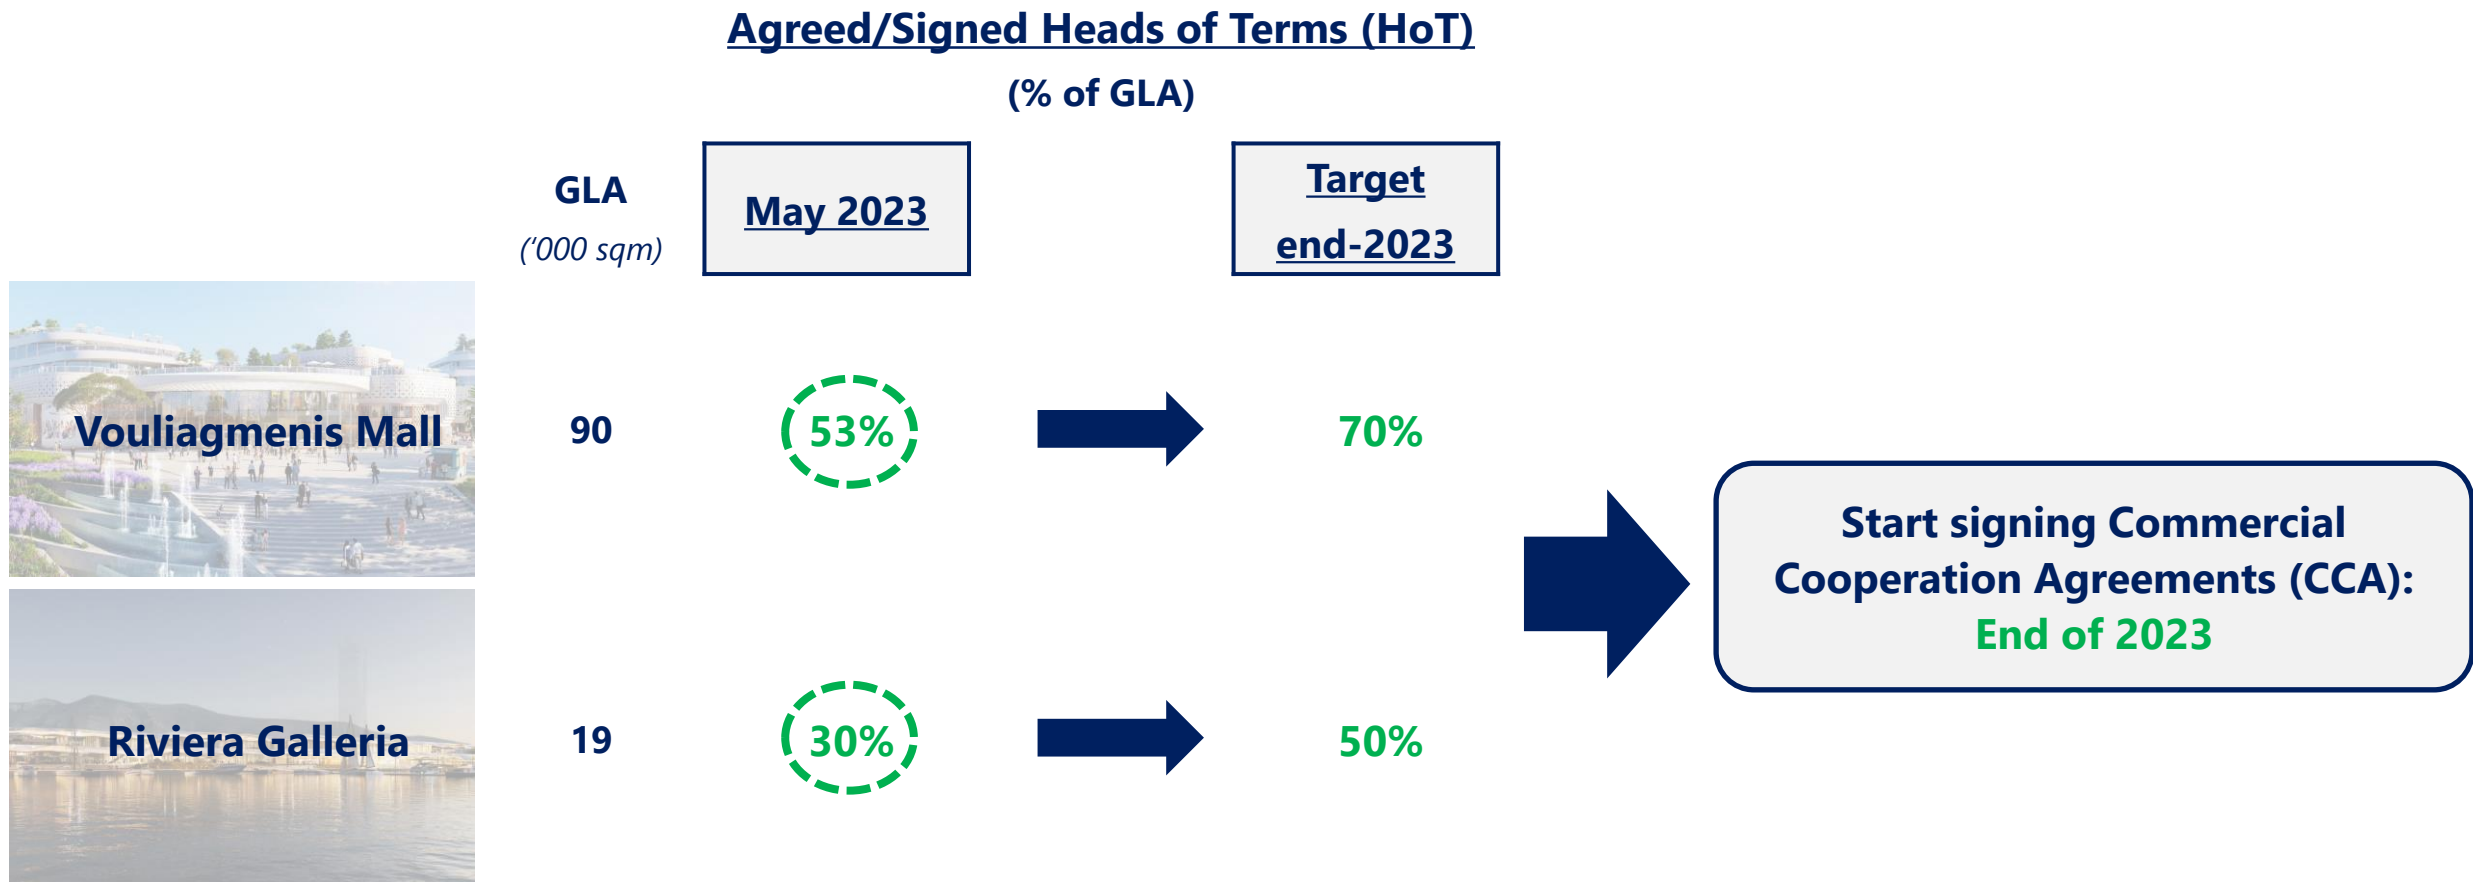 Agreed/Signed Heads of Terms (HoT)
(% of GLA)
GLA
(‘000 sqm)
May 2023
Target
end-2023
Vouliagmenis Mall
90
53%
70%
Riviera Galleria
19
30%
50%
Start signing Commercial
Cooperation Agreements (CCA):
End of 2023